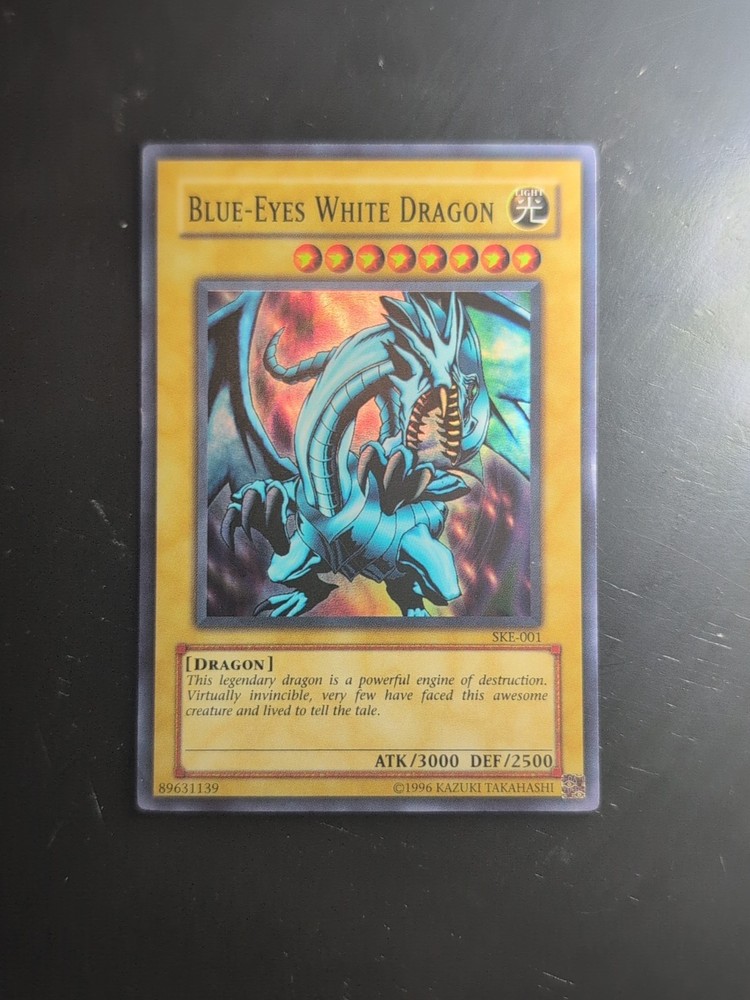 BLUE-EYES WHITE DRAGON
LIGHT
光
SKE-001
[DRAGON]
This legendary dragon is a powerful engine of destruction.
Virtually invincible, very few have faced this awesome
creature and lived to tell the tale.
ATK/3000 DEF/2500
89631139
©1996 KAZUKI TAKAHASHI